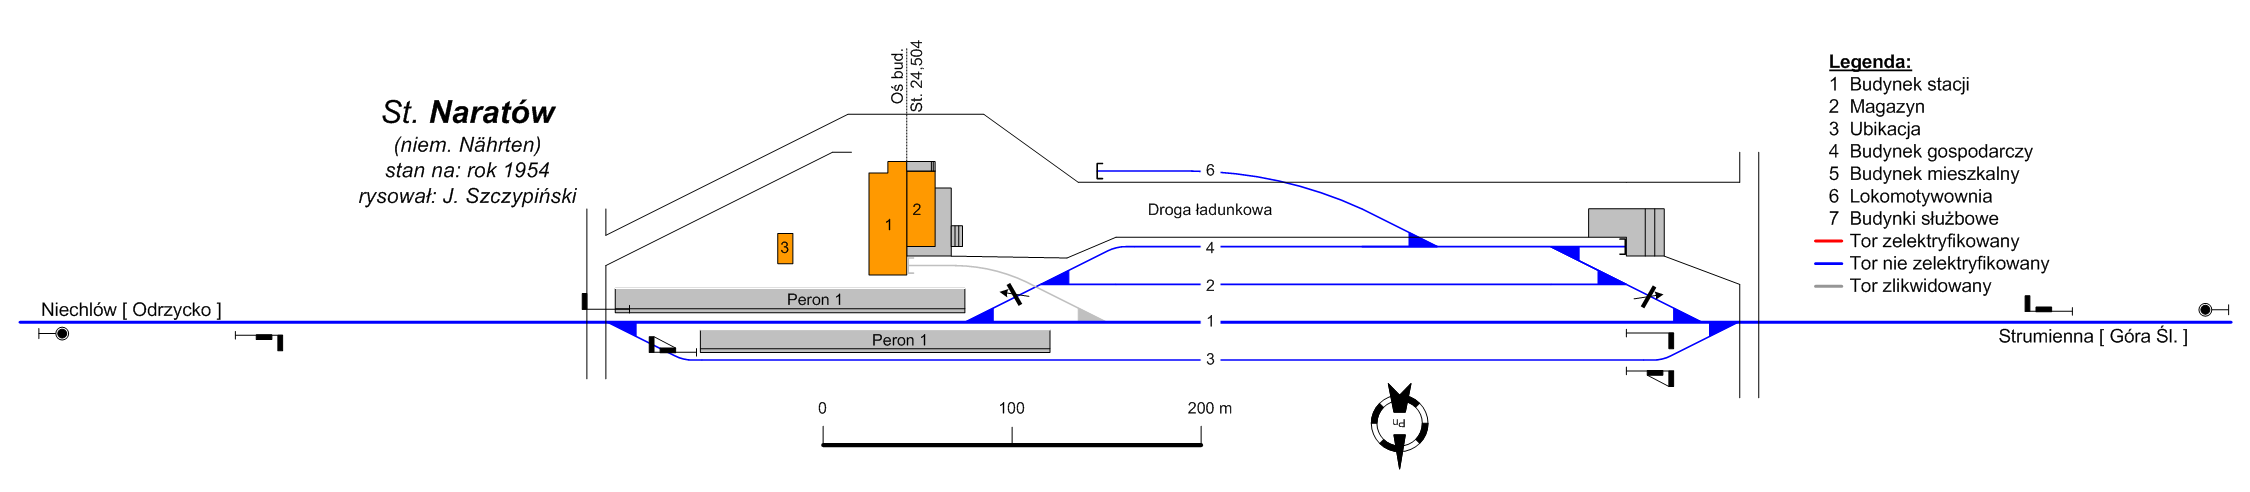 St. Naratów
(niem. Nährten)
stan na: rok 1954
rysował: J. Szczypiński
Oś bud.
St. 24,504
Legenda:
1 Budynek stacji
2 Magazyn
3 Ubikacja
4 Budynek gospodarczy
5 Budynek mieszkalny
6 Lokomotywownia
7 Budynki służbowe
Tor zelektryfikowany
Tor nie zelektryfikowany
Tor zlikwidowany
6
Droga ładunkowa
1
2
3
4
2
Peron 1
Niechlów [ Odrzycko ]
1
Strumienna [ Góra Śl. ]
Peron 1
3
0 100 200 m
Pn